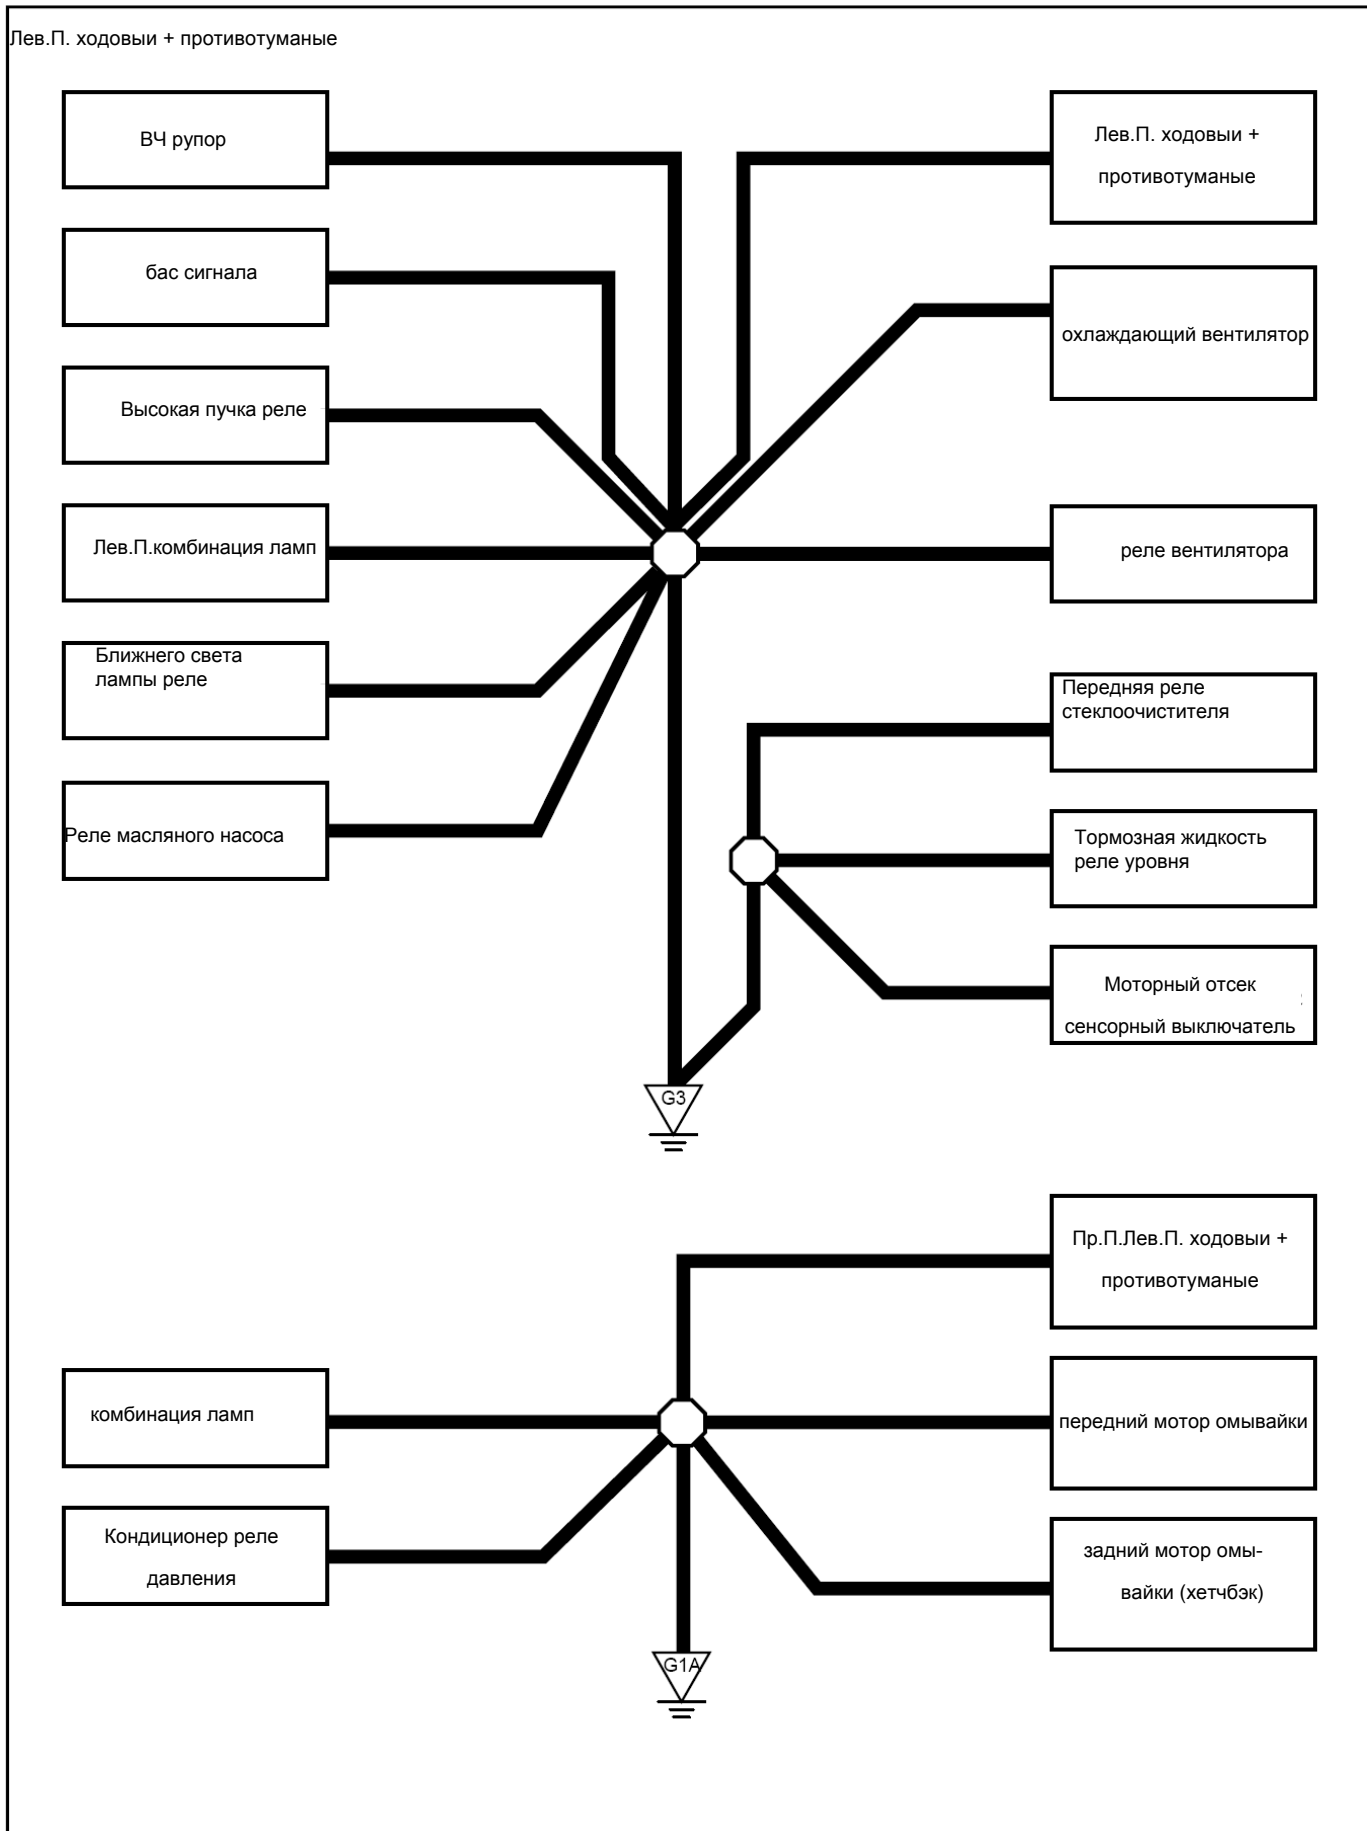 Лев.П. ходовыи + противотуманые
ВЧ рупор
бас сигнала
Высокая пучка реле
Лев.П.комбинация ламп
Ближнего света
лампы реле
Реле масляного насоса
Лев.П. ходовыи +
противотуманые
охлаждающий вентилятор
реле вентилятора
Передняя реле
стеклоочистителя
Тормозная жидкость
реле уровня
Моторный отсек
сенсорный выключатель
G3
комбинация ламп
Кондиционер реле
давления
Пр.П.Лев.П. ходовыи +
противотуманые
передний мотор омывайки
задний мотор омы-
вайки (хетчбэк)
G1A